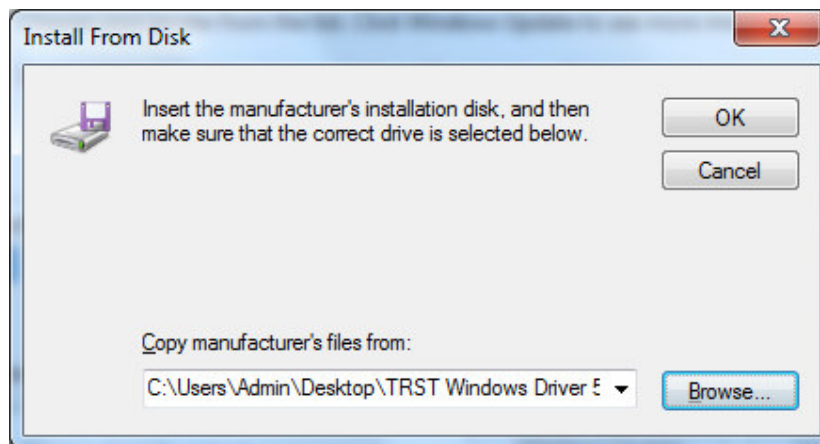 Install From Disk
Insert the manufacturer's installation disk, and then
make sure that the correct drive is selected below.
OK
Cancel
Copy manufacturer's files from:
C:\Users\Admin\Desktop\TRST Windows Driver
Browse...